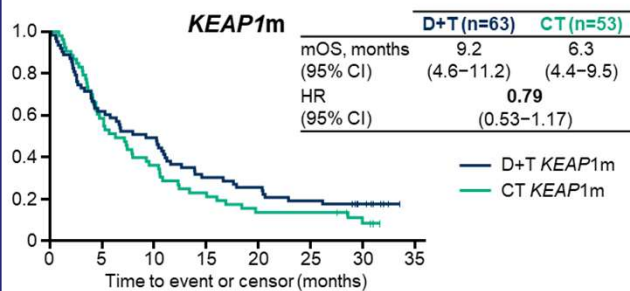 KEAP1m
D+T (n=63) CT (n=53)
mOS, months 9.2 6.3
(95% CI) (4.6–11.2) (4.4–9.5)
HR 0.79
(95% CI) (0.53–1.17)
D+T KEAP1m
CT KEAP1m
1.0
0.8
0.6
0.4
0.2
0
0 5 10 15 20 25 30 35
Time to event or censor (months)